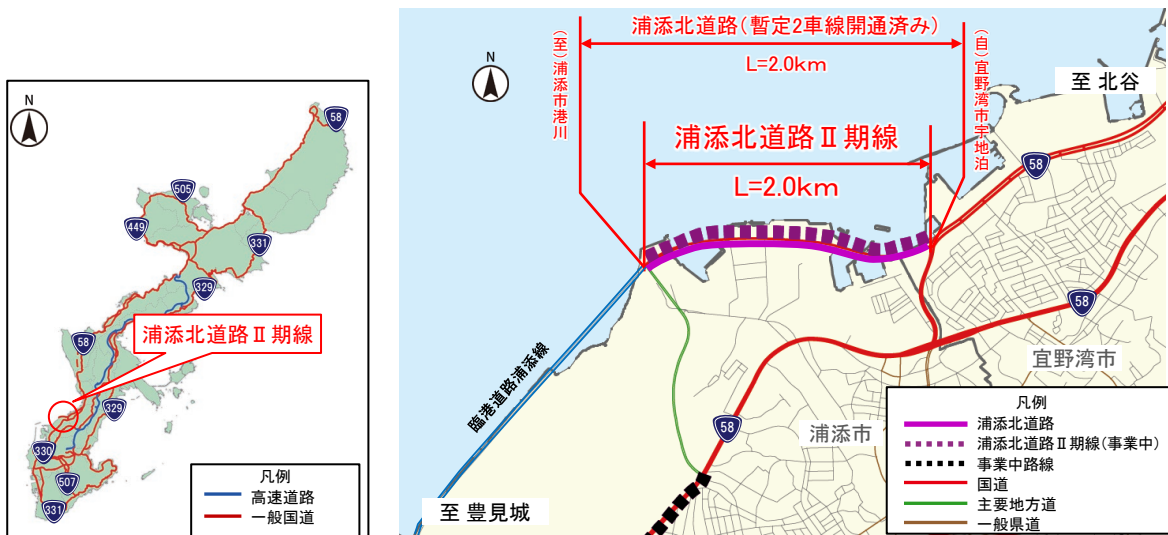 N
58
505
449
331
329
浦添北道路Ⅱ期線
58
329
330
507
331
凡例
高速道路
一般国道
浦添北道路(暫定2車線開通済み)
L=2.0km
(至)浦添市港川
(自)宜野湾市宇地泊
N
至 北谷
浦添北道路Ⅱ期線
L=2.0km
58
58
宜野湾市
臨港道路浦添線
58
浦添市
至 豊見城
凡例
浦添北道路
浦添北道路Ⅱ期線(事業中)
事業中路線
国道
主要地方道
一般県道